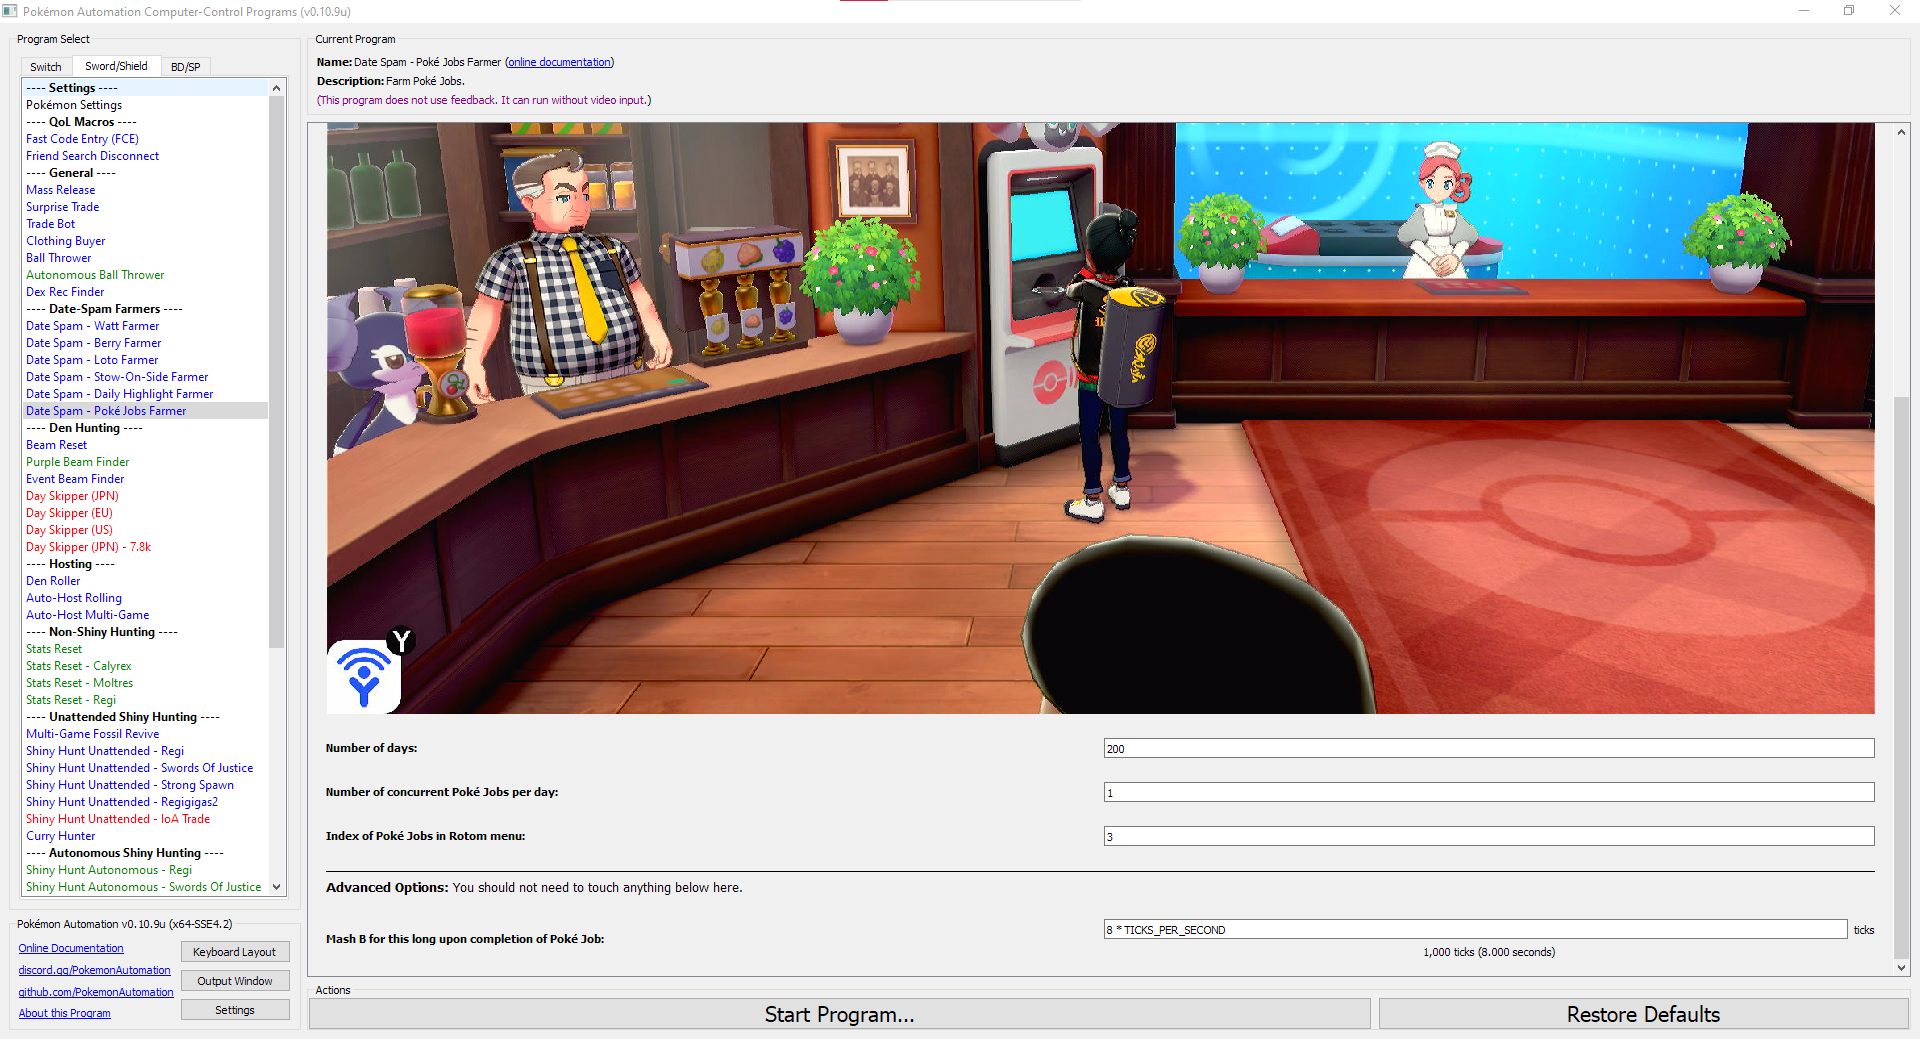 Pokémon Automation Computer-Control Programs (v0.10.9u)
Program Select
Switch
Sword/Shield
BD/SP
---- Settings ----
Pokémon Settings
---- QoL Macros ----
Fast Code Entry (FCE)
Friend Search Disconnect
---- General ----
Mass Release
Surprise Trade
Trade Bot
Clothing Buyer
Ball Thrower
Autonomous Ball Thrower
Dex Rec Finder
---- Date-Spam Farmers ----
Date Spam - Watt Farmer
Date Spam - Berry Farmer
Date Spam - Loto Farmer
Date Spam - Stow-On-Side Farmer
Date Spam - Daily Highlight Farmer
Date Spam - Poké Jobs Farmer
---- Den Hunting ----
Beam Reset
Purple Beam Finder
Event Beam Finder
Day Skipper (JPN)
Day Skipper (EU)
Day Skipper (US)
Day Skipper (JPN) - 7.8k
---- Hosting ----
Den Roller
Auto-Host Rolling
Auto-Host Multi-Game
---- Non-Shiny Hunting ----
Stats Reset
Stats Reset - Calyrex
Stats Reset - Moltres
Stats Reset - Regi
---- Unattended Shiny Hunting ----
Multi-Game Fossil Revive
Shiny Hunt Unattended - Regi
Shiny Hunt Unattended - Swords Of Justice
Shiny Hunt Unattended - Strong Spawn
Shiny Hunt Unattended - Regigigas2
Shiny Hunt Unattended - IoA Trade
Curry Hunter
---- Autonomous Shiny Hunting ----
Shiny Hunt Autonomous - Regi
Shiny Hunt Autonomous - Swords Of Justice
Pokémon Automation v0.10.9u (x64-SSE4.2)
Online Documentation
discord.gg/PokemonAutomation
github.com/PokemonAutomation
About this Program
Keyboard Layout
Output Window
Settings
Current Program
Name: Date Spam - Poké Jobs Farmer (online documentation)
Description: Farm Poké Jobs.
(This program does not use feedback. It can run without video input.)
Y
Number of days:
200
Number of concurrent Poké Jobs per day:
1
Index of Poké Jobs in Rotom menu:
3
Advanced Options: You should not need to touch anything below here.
Mash B for this long upon completion of Poké Job:
8 * TICKS_PER_SECOND
ticks
1,000 ticks (8.000 seconds)
Actions
Start Program...
Restore Defaults